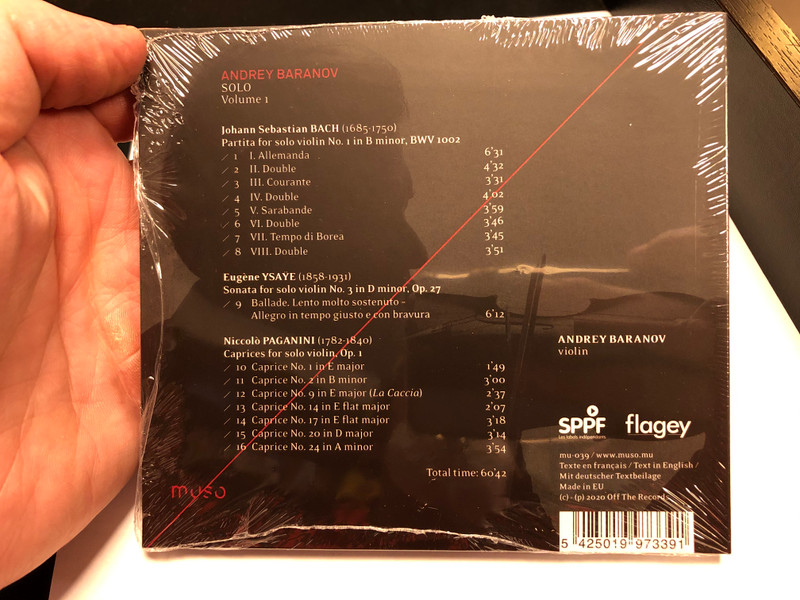 ANDREY BARANOV
SOLO
Volume 1
Johann Sebastian BACH (1685-1750)
Partita for solo violin No. 1 in B minor, BWV 1002
/ 1 I. Allemanda 6'31
/ 2 II. Double 4'32
/ 3 III. Courante 3'31
/ 4 IV. Double 4'02
/ 5 V. Sarabande 3'59
/ 6 VI. Double 3'46
/ 7 VII. Tempo di Borea 3'45
/ 8 VIII. Double 3'51
Eugène YSAYE (1858-1931)
Sonata for solo violin No. 3 in D minor, Op. 27
/ 9 Ballade. Lento molto sostenuto –
Allegro in tempo giusto e con bravura 6'12
Niccolò PAGANINI (1782-1840)
Caprices for solo violin, Op. 1
/ 10 Caprice No. 1 in E major 1'49
/ 11 Caprice No. 2 in B minor 3'00
/ 12 Caprice No. 9 in E major (La Caccia) 2'37
/ 13 Caprice No. 14 in E flat major 2'07
/ 14 Caprice No. 17 in E flat major 3'18
/ 15 Caprice No. 20 in D major 3'14
/ 16 Caprice No. 24 in A minor 3'54
Total time: 60'42
muso
ANDREY BARANOV
violin
SPPF
Les labels indépendants
flagey
mu-039 / www.muso.mu
Texte en français / Text in English /
Mit deutscher Textbeilage
Made in EU
(c) - (p) 2020 Off The Record
5 425019 973391